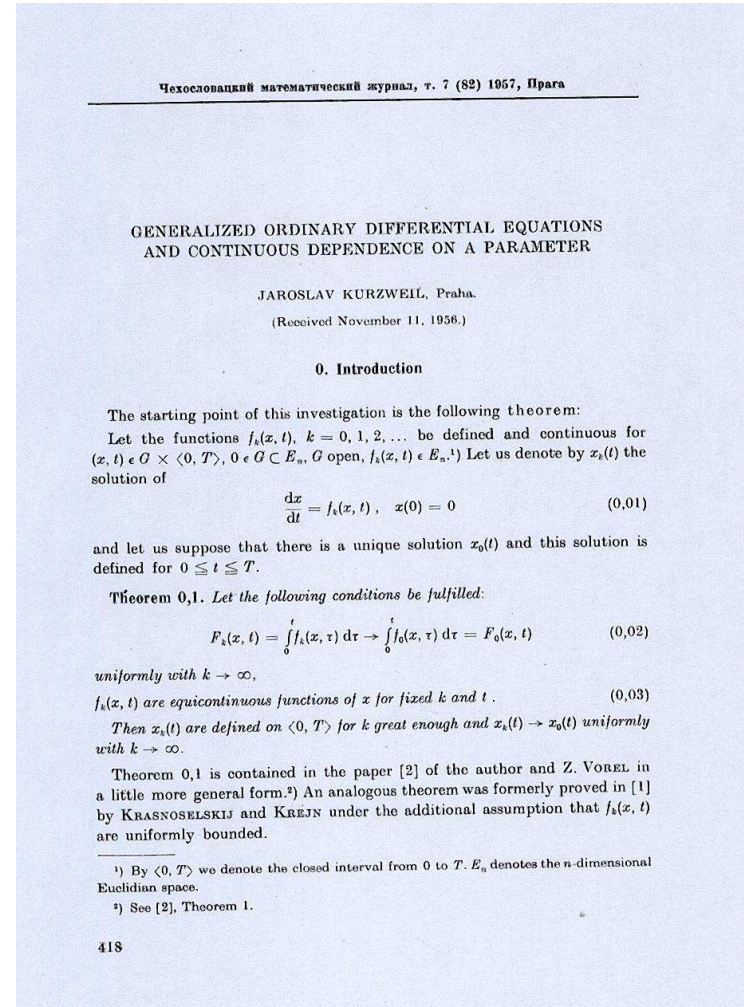 Чехословацкий математический журнал, т. 7 (82) 1957, Прага
GENERALIZED ORDINARY DIFFERENTIAL EQUATIONS
AND CONTINUOUS DEPENDENCE ON A PARAMETER
JAROSLAV KURZWEIL, Praha.
(Received November 11, 1956.)
0. Introduction
The starting point of this investigation is the following theorem:
Let the functions fₖ(x, t), k = 0, 1, 2, ... be defined and continuous for
(x, t) ϵ G × ⟨0, T⟩, 0 ϵ G ⊂ Eₙ, G open, fₖ(x, t) ϵ Eₙ.¹) Let us denote by xₖ(t) the
solution of
dx/dt = fₖ(x, t) , x(0) = 0 (0,01)
and let us suppose that there is a unique solution x₀(t) and this solution is
defined for 0 ≦ t ≦ T.
Theorem 0,1. Let the following conditions be fulfilled:
Fₖ(x, t) = ∫₀ᵗ fₖ(x, τ) dτ → ∫₀ᵗ f₀(x, τ) dτ = F₀(x, t) (0,02)
uniformly with k → ∞,
fₖ(x, t) are equicontinuous functions of x for fixed k and t . (0,03)
Then xₖ(t) are defined on ⟨0, T⟩ for k great enough and xₖ(t) → x₀(t) uniformly
with k → ∞.
Theorem 0,1 is contained in the paper [2] of the author and Z. VOREL in
a little more general form.²) An analogous theorem was formerly proved in [1]
by KRASNOSELSKIJ and KREJN under the additional assumption that fₖ(x, t)
are uniformly bounded.
¹) By ⟨0, T⟩ we denote the closed interval from 0 to T. Eₙ denotes the n-dimensional
Euclidian space.
²) See [2], Theorem 1.
418